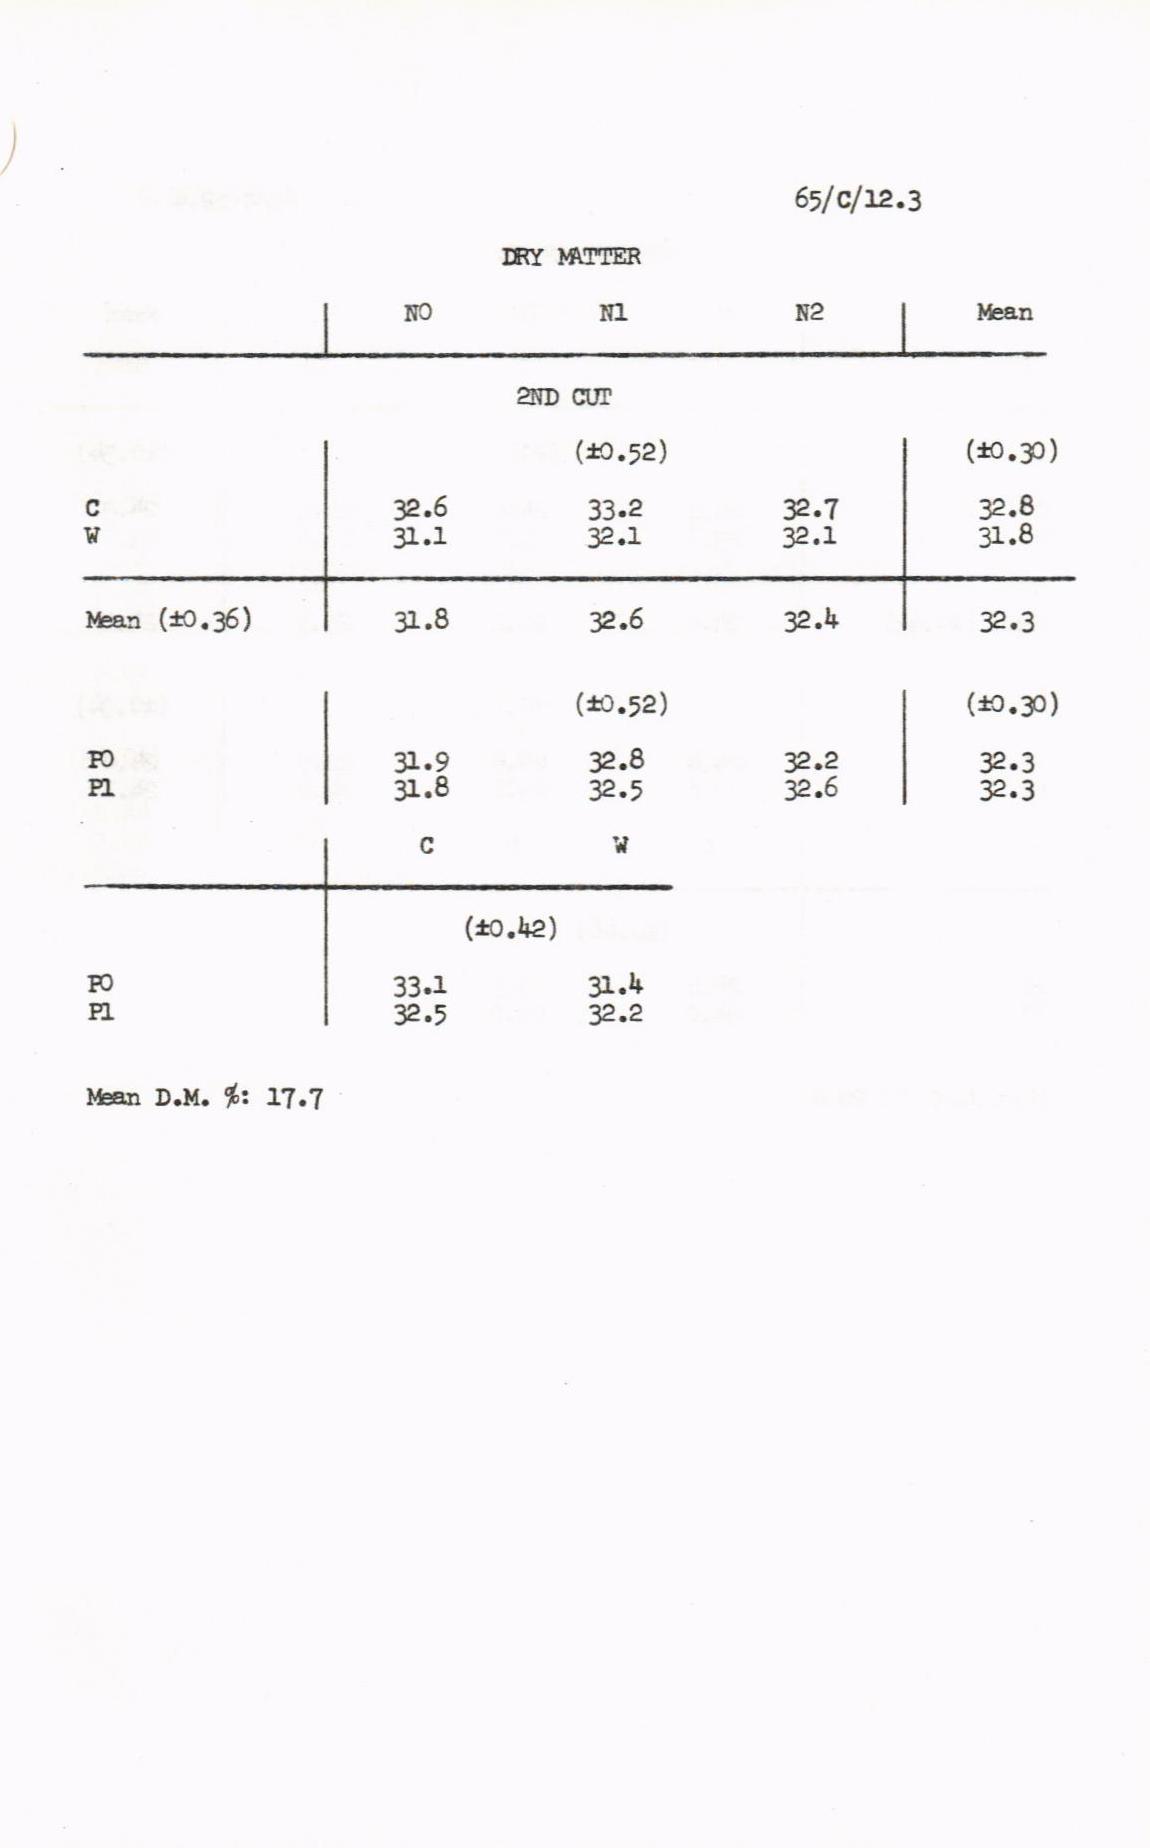 65/C/12.3
DRY MATTER
N0 N1 N2 Mean
2ND CUT
(±0.52) (±0.30)
C 32.6 33.2 32.7 32.8
W 31.1 32.1 32.1 31.8
Mean (±0.36) 31.8 32.6 32.4 32.3
(±0.52) (±0.30)
P0 31.9 32.8 32.2 32.3
P1 31.8 32.5 32.6 32.3
C W
(±0.42)
P0 33.1 31.4
P1 32.5 32.2
Mean D.M. %: 17.7